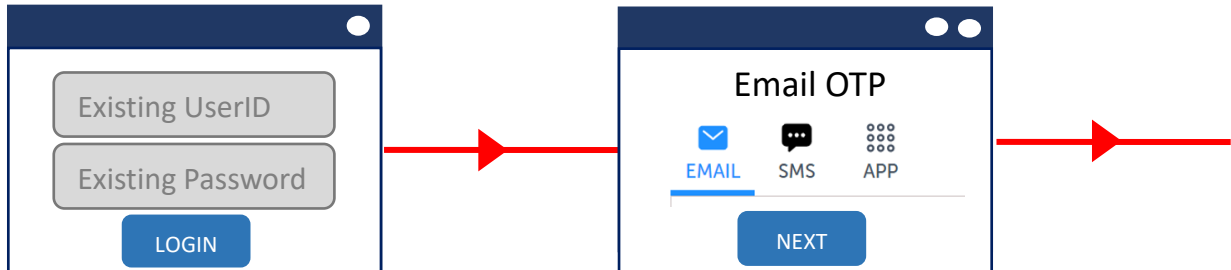 Existing UserID
Existing Password
LOGIN
Email OTP
EMAIL SMS APP
NEXT